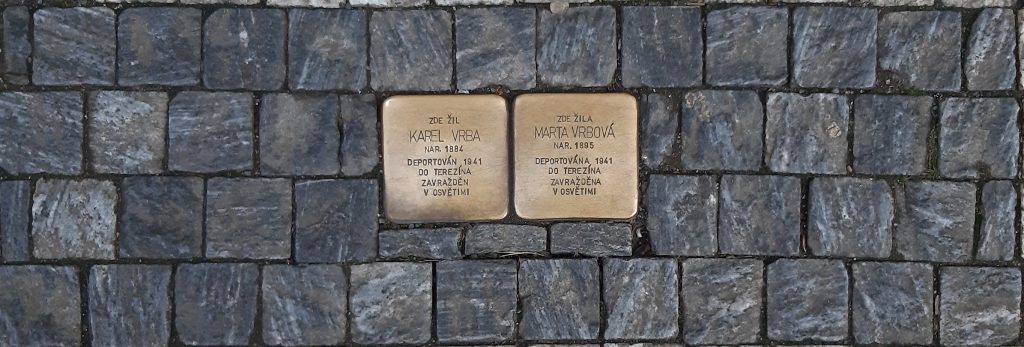 ZDE ŽIL
KAREL VRBA
NAR. 1884
DEPORTOVÁN 1941
DO TEREZÍNA
ZAVRAŽDĚN
V OSVĚTIMI
ZDE ŽILA
MARTA VRBOVÁ
NAR. 1895
DEPORTOVÁNA 1941
DO TEREZÍNA
ZAVRAŽDĚNA
V OSVĚTIMI